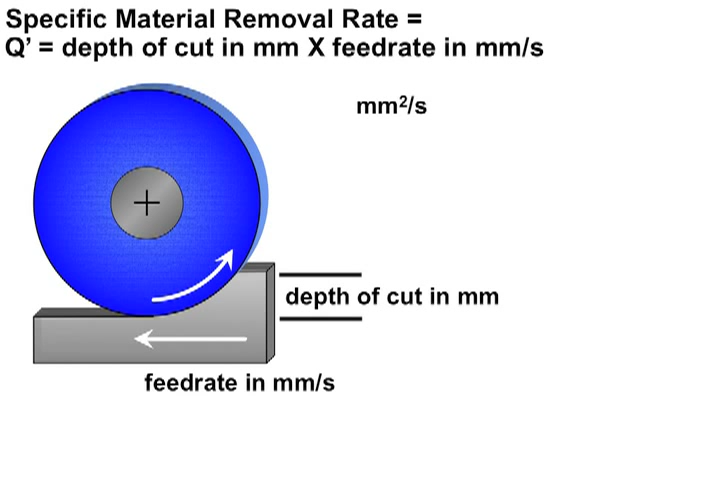 Specific Material Removal Rate =
Q’ = depth of cut in mm X feedrate in mm/s
mm²/s
depth of cut in mm
feedrate in mm/s